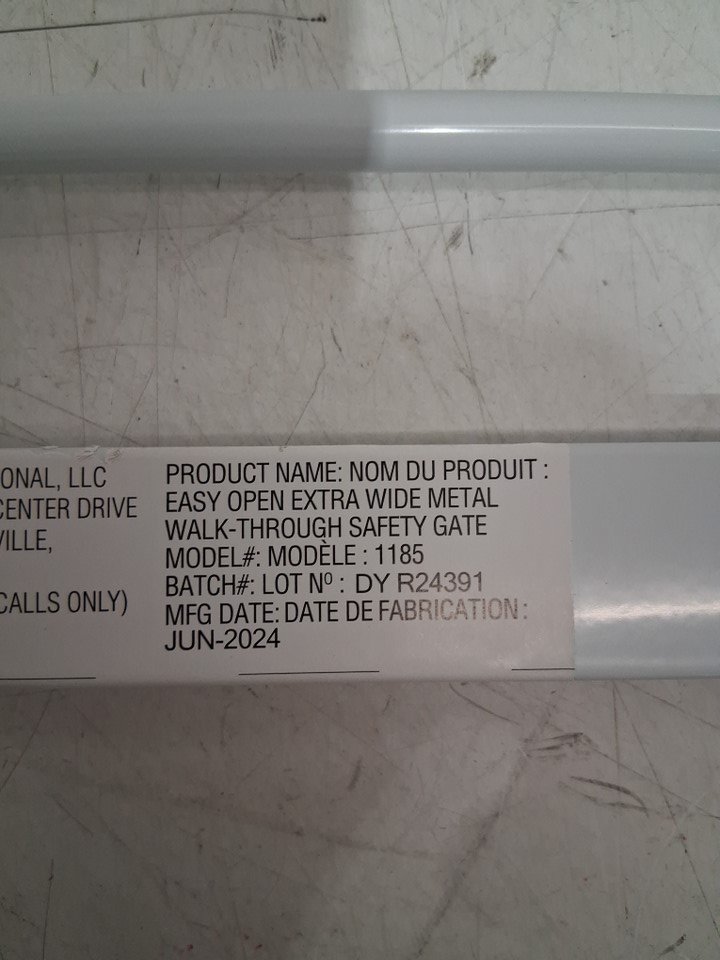 ONAL, LLC
CENTER DRIVE
VILLE,
CALLS ONLY)
PRODUCT NAME: NOM DU PRODUIT :
EASY OPEN EXTRA WIDE METAL
WALK-THROUGH SAFETY GATE
MODEL#: MODÈLE : 1185
BATCH#: LOT Nº : DY R24391
MFG DATE: DATE DE FABRICATION :
JUN-2024